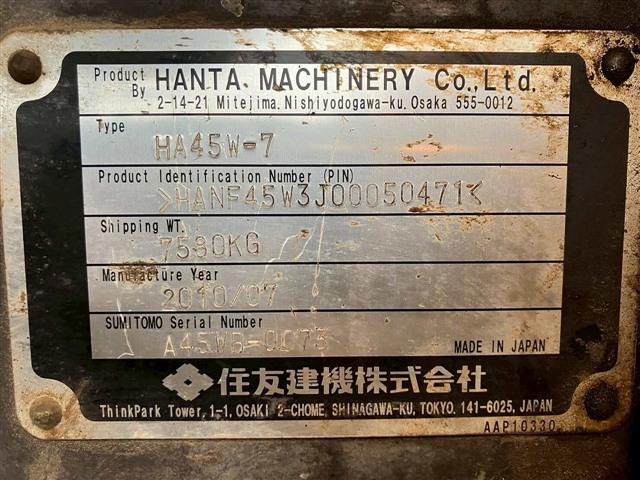 Product By HANTA MACHINERY Co.,Ltd.
2-14-21 Mitejima.Nishiyodogawa-ku.Osaka 555-0012
Type
HA45W-7
Product Identification Number (PIN)
>HANF45W3J00050471<
Shipping WT.
7580KG
Manufacture Year
2010/07
SUMITOMO Serial Number
A45WB-0073
MADE IN JAPAN
住友建機株式会社
ThinkPark Tower, 1-1, OSAKI 2-CHOME, SHINAGAWA-KU, TOKYO. 141-6025, JAPAN
AAP10330